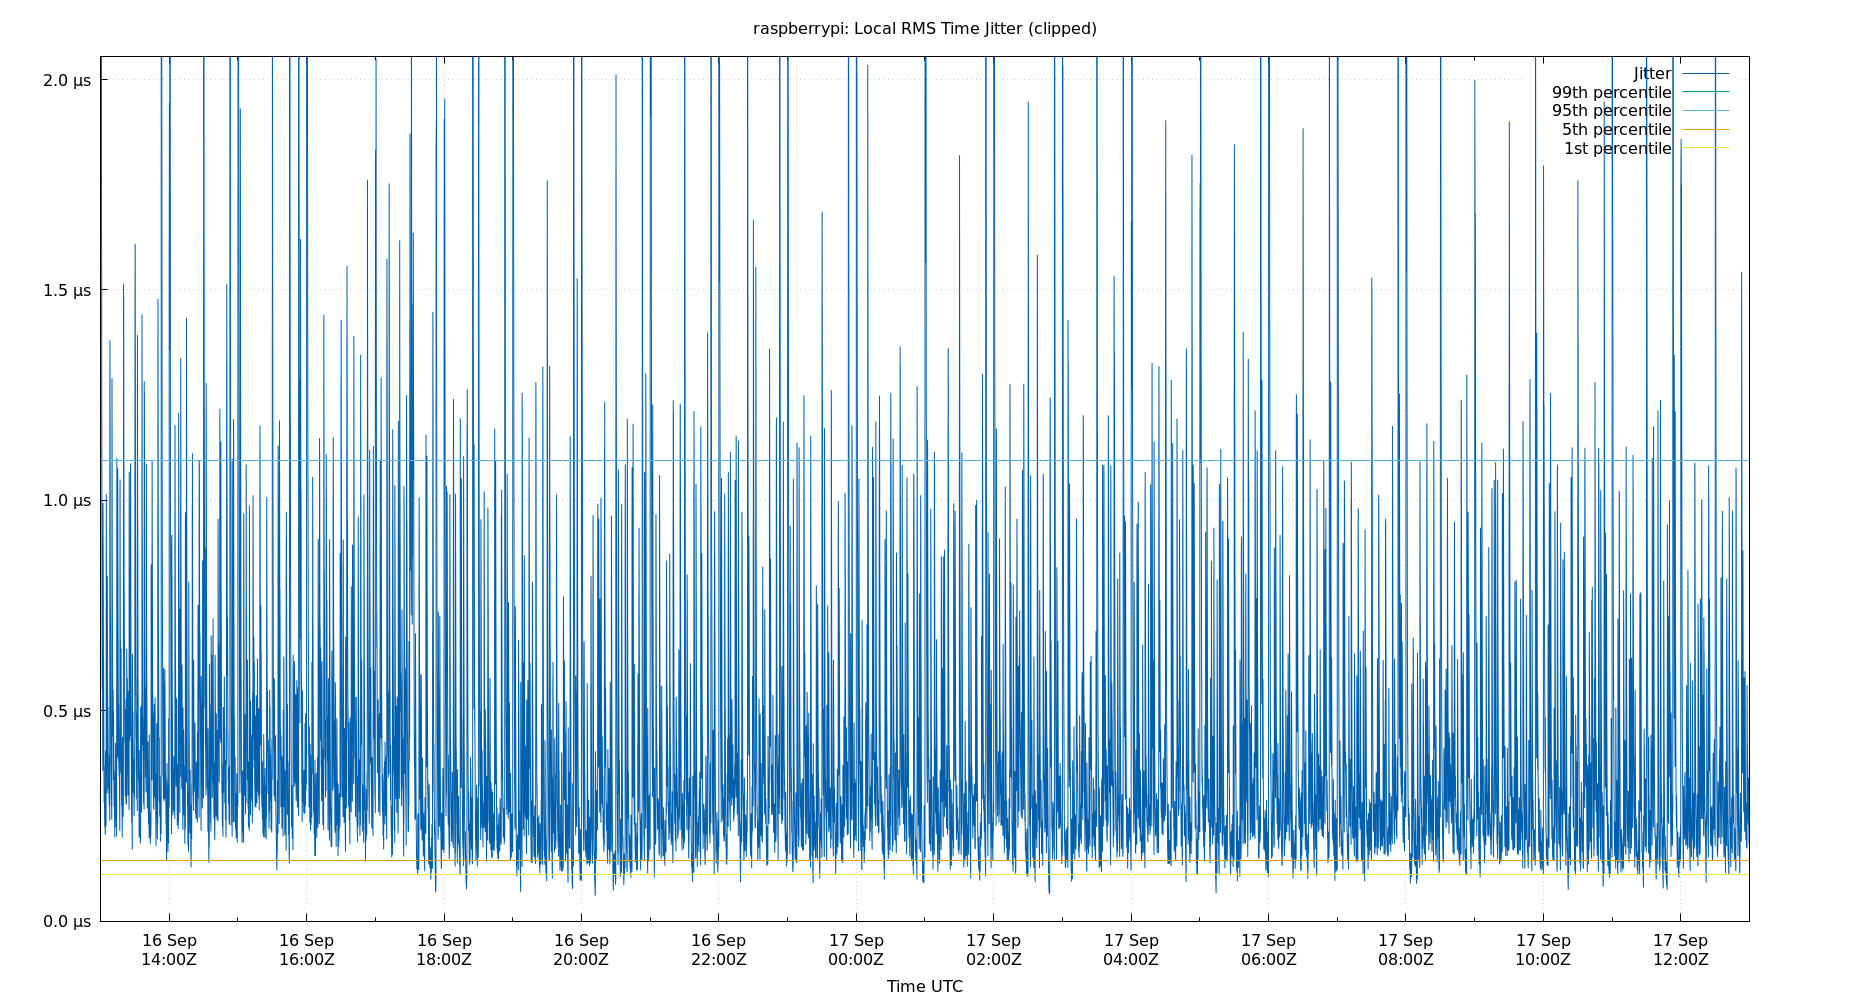 raspberrypi: Local RMS Time Jitter (clipped)
2.0 µs
1.5 µs
1.0 µs
0.5 µs
0.0 µs
Jitter
99th percentile
95th percentile
5th percentile
1st percentile
16 Sep
14:00Z
16 Sep
16:00Z
16 Sep
18:00Z
16 Sep
20:00Z
16 Sep
22:00Z
17 Sep
00:00Z
17 Sep
02:00Z
17 Sep
04:00Z
17 Sep
06:00Z
17 Sep
08:00Z
17 Sep
10:00Z
17 Sep
12:00Z
Time UTC